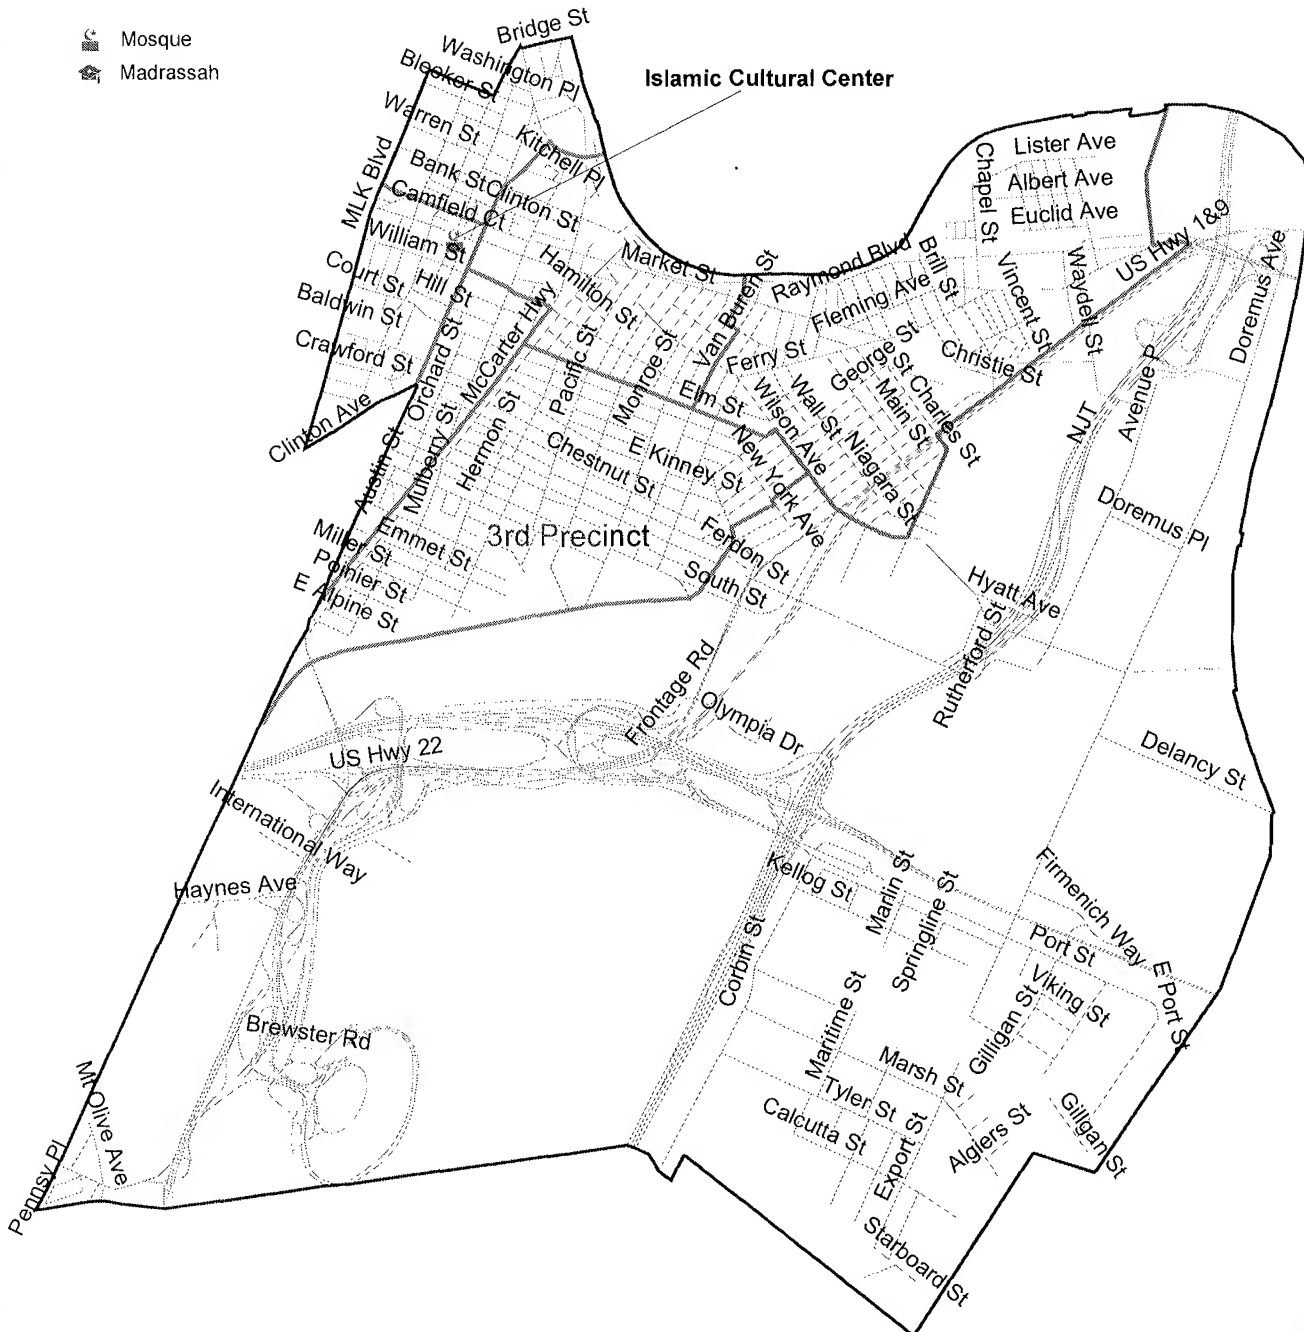 Mosque
Madrassah
Bridge St
Washington Pl
Bleeker St
Islamic Cultural Center
Warren St
Kitchell Pl
MLK Blvd
Bank St
Clinton St
Camfield Ct
William St
Lister Ave
Chapel St
Albert Ave
Euclid Ave
US Hwy 1&9
Doremus Ave
Court St
Hill St
Hamilton St
Market St
Van Buren St
Raymond Blvd
Brill St
Vincent St
Waydell St
Baldwin St
McCarter Hwy
Fleming Ave
Crawford St
Orchard St
Pacific St
Monroe St
Ferry St
George St
Christie St
Avenue P
Clinton Ave
Elm St
Wilson Ave
Wall St
Main St
Charles St
St
NJT
Austin St
Mulberry St
Hermon St
Chestnut St
E Kinney St
New York Ave
Niagara St
Doremus Pl
Miller St
Emmet St
3rd Precinct
Ferdon St
Poinier St
South St
Hyatt Ave
E Alpine St
Rutherford St
Frontage Rd
Olympia Dr
US Hwy 22
Delancy St
International Way
Haynes Ave
Kellog St
Marlin St
Springline St
Firmenich Way
Corbin St
Port St
E Port St
Viking St
Maritime St
Gilligan St
Brewster Rd
Marsh St
Mt Olive Ave
Tyler St
Calcutta St
Export St
Algiers St
Gillgan St
Pennsy Pl
Starboard St